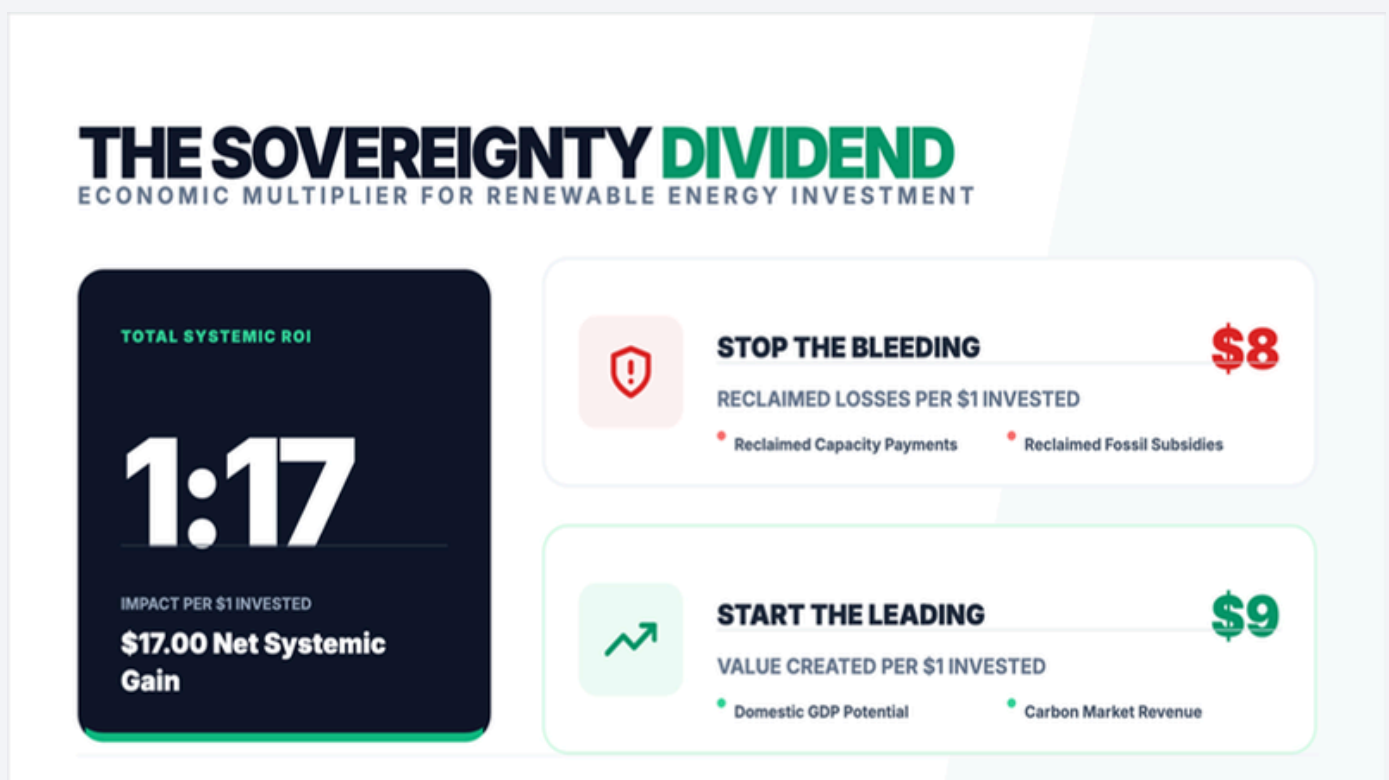 THE SOVEREIGNTY DIVIDEND
ECONOMIC MULTIPLIER FOR RENEWABLE ENERGY INVESTMENT
TOTAL SYSTEMIC ROI
1:17
IMPACT PER $1 INVESTED
$17.00 Net Systemic
Gain
STOP THE BLEEDING
$8
RECLAIMED LOSSES PER $1 INVESTED
Reclaimed Capacity Payments
Reclaimed Fossil Subsidies
START THE LEADING
$9
VALUE CREATED PER $1 INVESTED
Domestic GDP Potential
Carbon Market Revenue